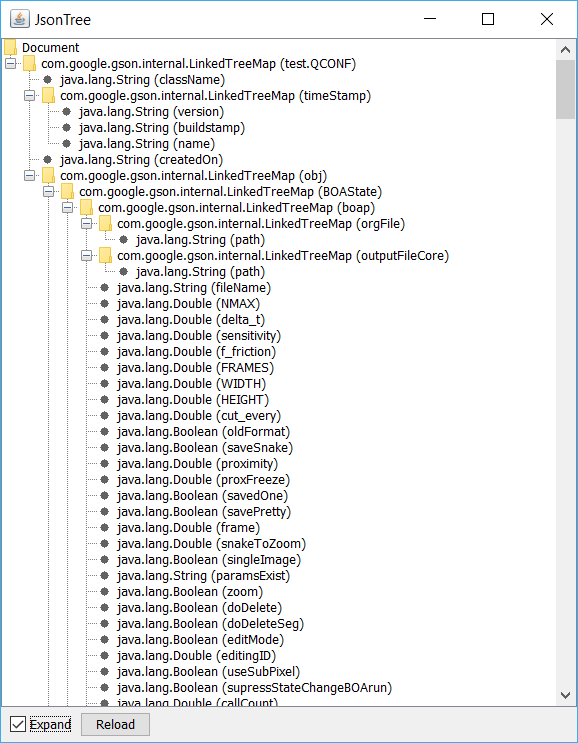 JsonTree
Document
com.google.gson.internal.LinkedTreeMap (test.QCONF)
java.lang.String (className)
com.google.gson.internal.LinkedTreeMap (timeStamp)
java.lang.String (version)
java.lang.String (buildstamp)
java.lang.String (name)
java.lang.String (createdOn)
com.google.gson.internal.LinkedTreeMap (obj)
com.google.gson.internal.LinkedTreeMap (BOAState)
com.google.gson.internal.LinkedTreeMap (boap)
com.google.gson.internal.LinkedTreeMap (orgFile)
java.lang.String (path)
com.google.gson.internal.LinkedTreeMap (outputFileCore)
java.lang.String (path)
java.lang.String (fileName)
java.lang.Double (NMAX)
java.lang.Double (delta_t)
java.lang.Double (sensitivity)
java.lang.Double (f_friction)
java.lang.Double (FRAMES)
java.lang.Double (WIDTH)
java.lang.Double (HEIGHT)
java.lang.Double (cut_every)
java.lang.Boolean (oldFormat)
java.lang.Boolean (saveSnake)
java.lang.Double (proximity)
java.lang.Double (proxFreeze)
java.lang.Boolean (savedOne)
java.lang.Boolean (savePretty)
java.lang.Double (frame)
java.lang.Double (snakeToZoom)
java.lang.Boolean (singleImage)
java.lang.String (paramsExist)
java.lang.Boolean (zoom)
java.lang.Boolean (doDelete)
java.lang.Boolean (doDeleteSeg)
java.lang.Boolean (editMode)
java.lang.Double (editingID)
java.lang.Boolean (useSubPixel)
java.lang.Boolean (supressStateChangeBOArun)
java.lang.Double (callCount)
Expand Reload